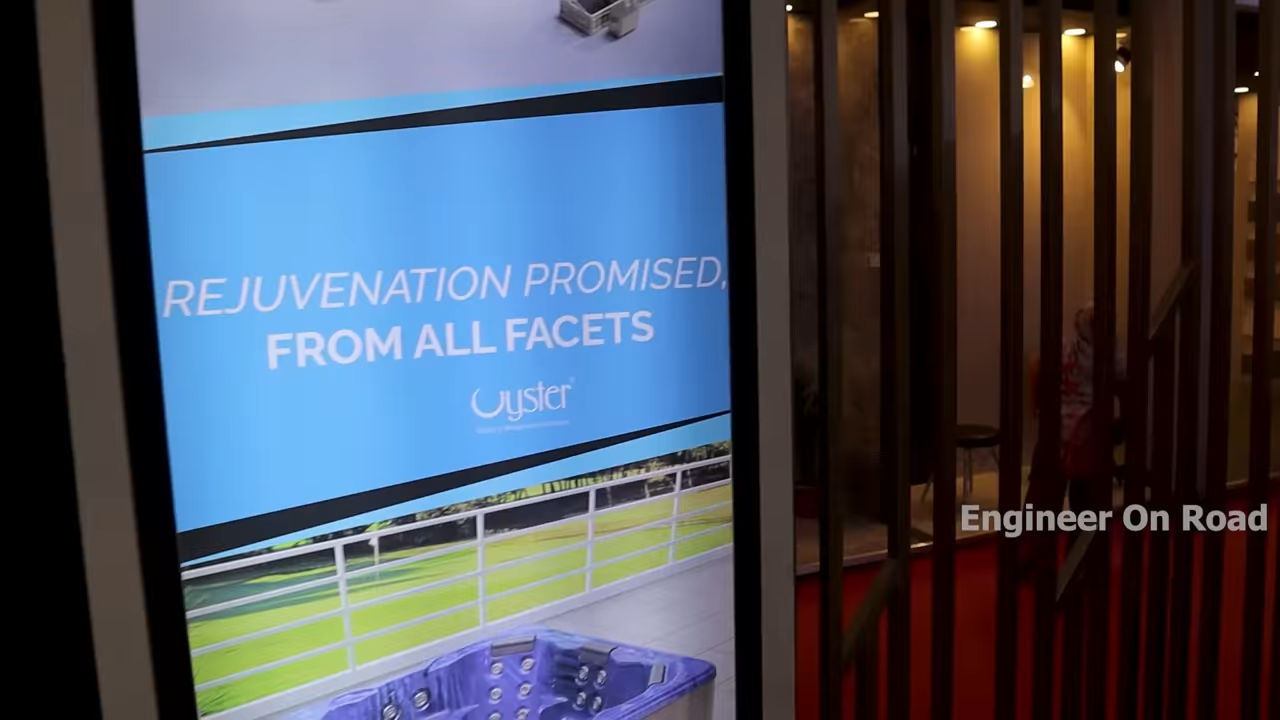 REJUVENATION PROMISED,
FROM ALL FACETS
Oyster
Engineer On Road